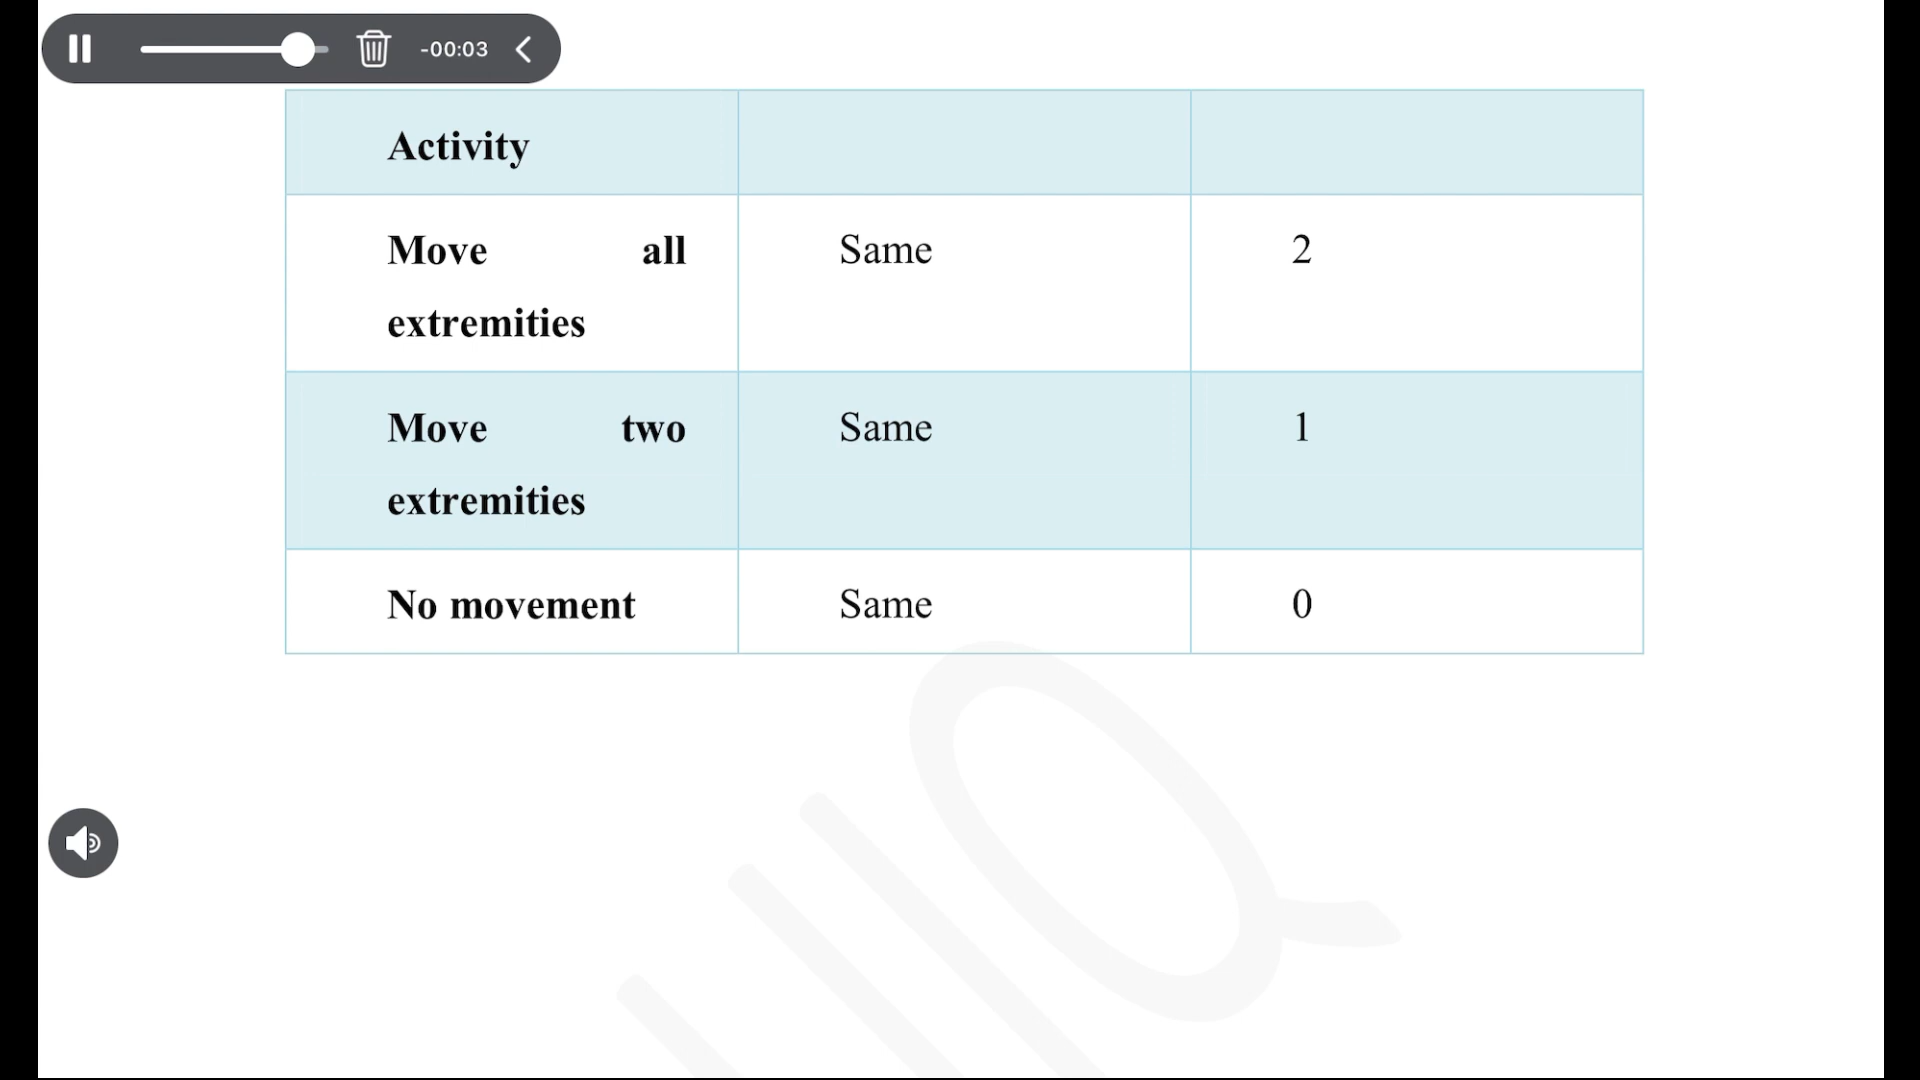 -00:03
Activity
Move all extremities Same 2
Move two extremities Same 1
No movement Same 0